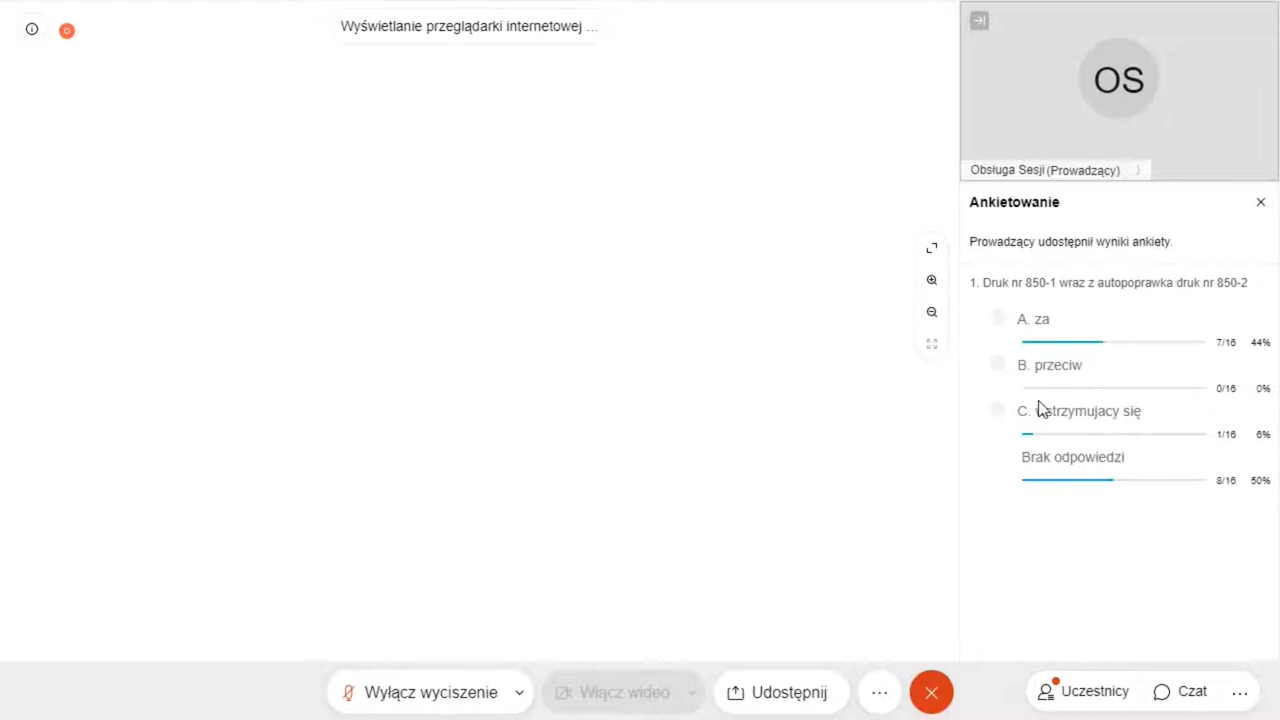 Wyświetlanie przeglądarki internetowej ...
OS
Obsługa Sesji (Prowadzący)
Ankietowanie
Prowadzący udostępnił wyniki ankiety.
1. Druk nr 850-1 wraz z autopoprawka druk nr 850-2
A. za
7/16 44%
B. przeciw
0/16 0%
C. wstrzymujacy się
1/16 6%
Brak odpowiedzi
8/16 50%
Wyłącz wyciszenie
Włącz wideo
Udostępnij
...
Uczestnicy
Czat
...